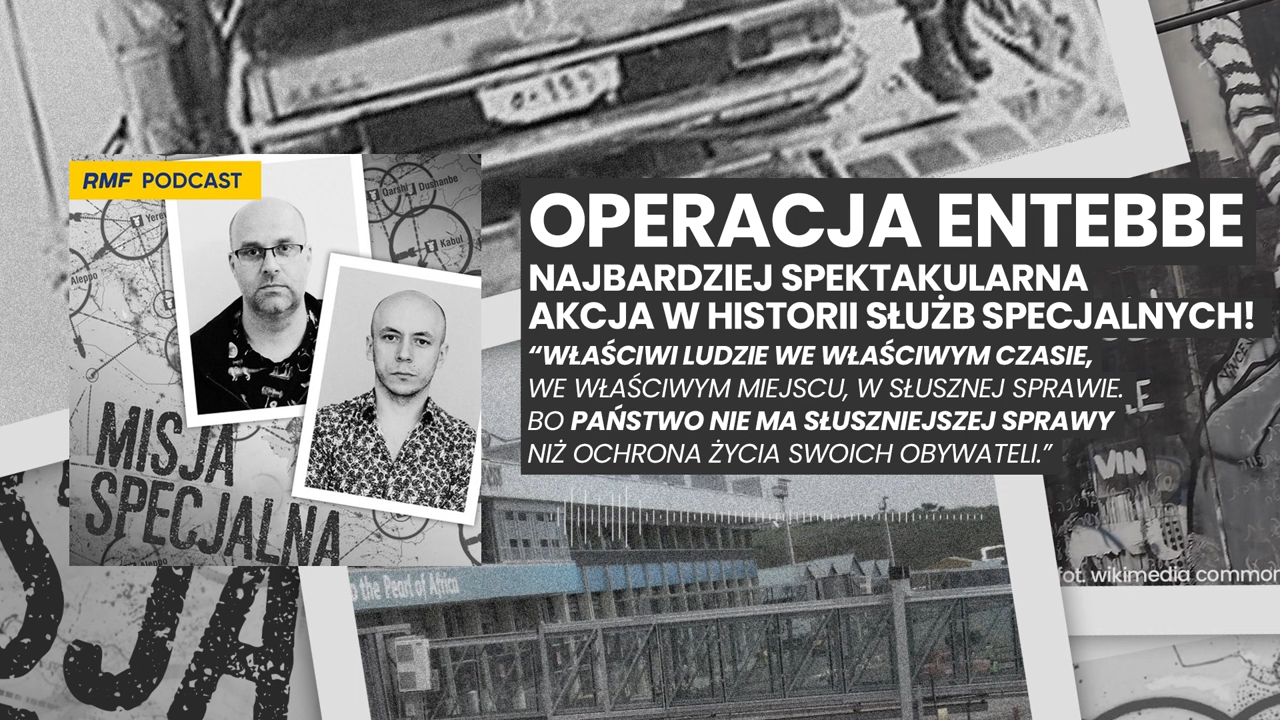 RMF PODCAST
Qarshi
Dushanbe
Kabul
Aleppo
MISJA
SPECJALNA
OPERACJA ENTEBBE
NAJBARDZIEJ SPEKTAKULARNA
AKCJA W HISTORII SŁUŻB SPECJALNYCH!
“WŁAŚCIWI LUDZIE WE WŁAŚCIWYM CZASIE,
WE WŁAŚCIWYM MIEJSCU, W SŁUSZNEJ SPRAWIE.
BO PAŃSTWO NIE MA SŁUSZNIEJSZEJ SPRAWY
NIŻ OCHRONA ŻYCIA SWOICH OBYWATELI.”
VIN
the Pearl of Africa
fot. wikimedia common